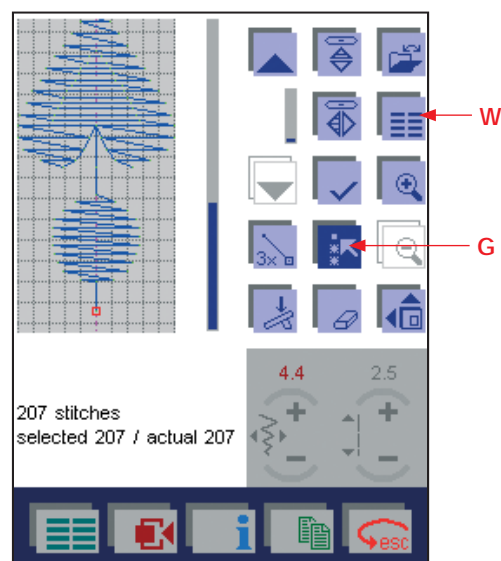 W
3x
G
4.4 2.5
207 stitches
selected 207 / actual 207
i
esc